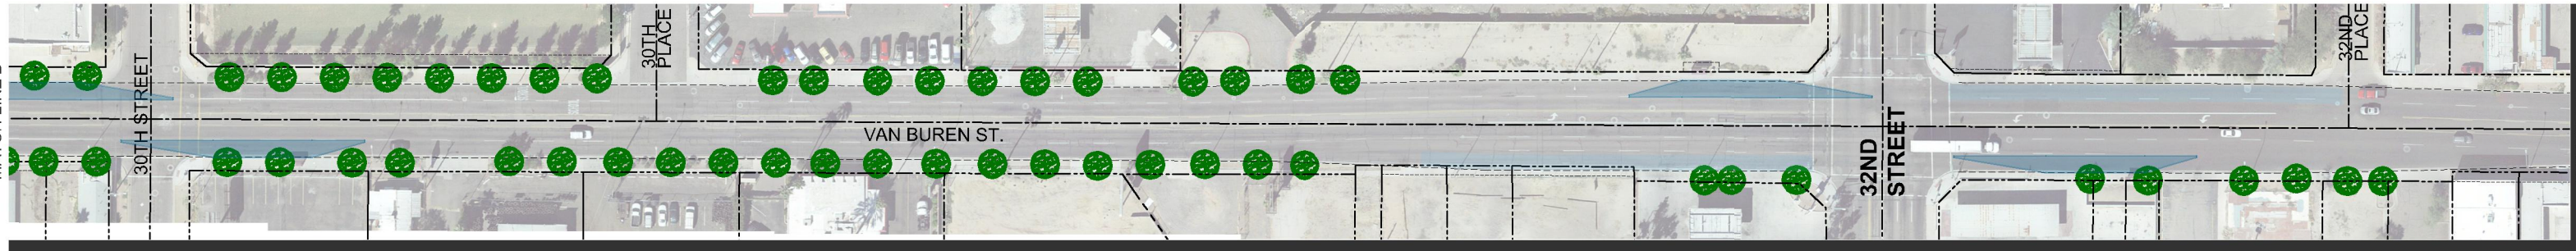 30TH STREET
30TH
PLACE
VAN BUREN ST.
32ND
STREET
32ND
PLACE